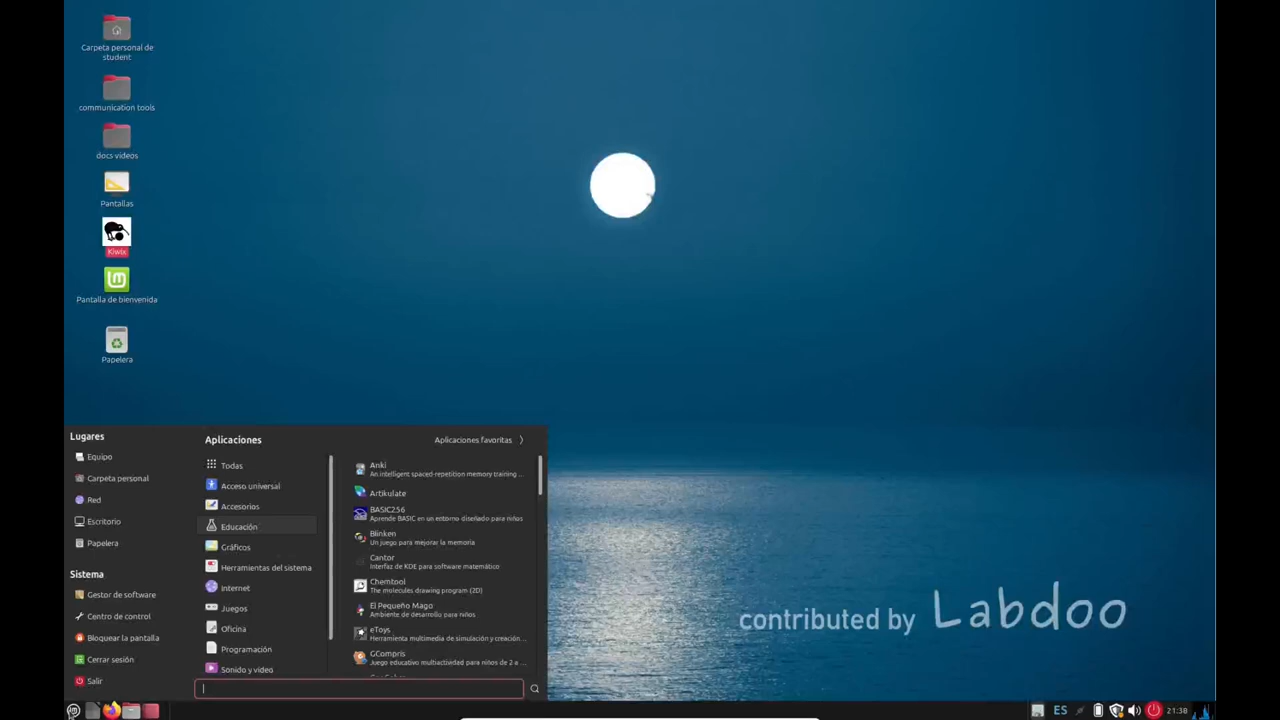 Carpeta personal de
student
communication tools
docs videos
Pantallas
Kiwix
Pantalla de bienvenida
Papelera
contributed by Labdoo
Lugares
Equipo
Carpeta personal
Red
Escritorio
Papelera
Sistema
Gestor de software
Centro de control
Bloquear la pantalla
Cerrar sesión
Salir
Aplicaciones
Aplicaciones favoritas
Todas
Acceso universal
Accesorios
Educación
Gráficos
Herramientas del sistema
Internet
Juegos
Oficina
Programación
Sonido y video
Anki
An intelligent spaced repetition memory training ...
Artikulate
BASIC256
Aprende BASIC en un entorno diseñado para niños
Blinken
Un juego para mejorar la memoria
Cantor
Interfaz de KDE para software matemático
Chemtool
The molecules drawing program (2D)
El Pequeño Mago
Ambiente de desarrollo para niños
eToys
Herramienta multimedia de simulación y creación...
GCompris
Juego educativo multiactividad para niños de 2 a ...
ES
21:38